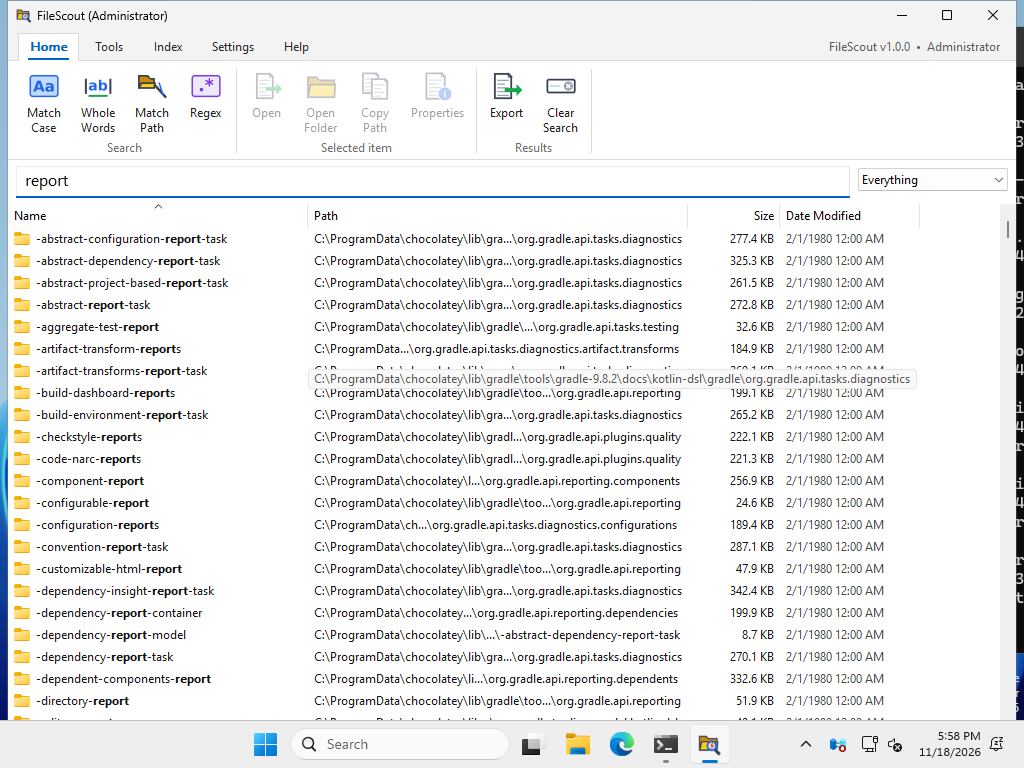 FileScout (Administrator)
Home Tools Index Settings Help FileScout v1.0.0 • Administrator
Aa |ab| .*
Match Case Whole Words Match Path Regex Open Open Folder Copy Path Properties Export Clear Search
Search Selected item Results
report Everything
Name Path Size Date Modified
-abstract-configuration-report-task C:\ProgramData\chocolatey\lib\gra...\org.gradle.api.tasks.diagnostics 277.4 KB 2/1/1980 12:00 AM
-abstract-dependency-report-task C:\ProgramData\chocolatey\lib\gra...\org.gradle.api.tasks.diagnostics 325.3 KB 2/1/1980 12:00 AM
-abstract-project-based-report-task C:\ProgramData\chocolatey\lib\gra...\org.gradle.api.tasks.diagnostics 261.5 KB 2/1/1980 12:00 AM
-abstract-report-task C:\ProgramData\chocolatey\lib\gra...\org.gradle.api.tasks.diagnostics 272.8 KB 2/1/1980 12:00 AM
-aggregate-test-report C:\ProgramData\chocolatey\lib\gradle\...\org.gradle.api.tasks.testing 32.6 KB 2/1/1980 12:00 AM
-artifact-transform-reports C:\ProgramData...\org.gradle.api.tasks.diagnostics.artifact.transforms 184.9 KB 2/1/1980 12:00 AM
-artifact-transforms-report-task 2/1/1980 12:00 AM
C:\ProgramData\chocolatey\lib\gradle\tools\gradle-9.8.2\docs\kotlin-dsl\gradle\org.gradle.api.tasks.diagnostics
-build-dashboard-reports C:\ProgramData\chocolatey\lib\gradle\too...\org.gradle.api.reporting 199.1 KB 2/1/1980 12:00 AM
-build-environment-report-task C:\ProgramData\chocolatey\lib\gra...\org.gradle.api.tasks.diagnostics 265.2 KB 2/1/1980 12:00 AM
-checkstyle-reports C:\ProgramData\chocolatey\lib\gradl...\org.gradle.api.plugins.quality 222.1 KB 2/1/1980 12:00 AM
-code-narc-reports C:\ProgramData\chocolatey\lib\gradl...\org.gradle.api.plugins.quality 221.3 KB 2/1/1980 12:00 AM
-component-report C:\ProgramData\chocolatey\l...\org.gradle.api.reporting.components 256.9 KB 2/1/1980 12:00 AM
-configurable-report C:\ProgramData\chocolatey\lib\gradle\too...\org.gradle.api.reporting 24.6 KB 2/1/1980 12:00 AM
-configuration-reports C:\ProgramData\ch...\org.gradle.api.tasks.diagnostics.configurations 189.4 KB 2/1/1980 12:00 AM
-convention-report-task C:\ProgramData\chocolatey\lib\gra...\org.gradle.api.tasks.diagnostics 287.1 KB 2/1/1980 12:00 AM
-customizable-html-report C:\ProgramData\chocolatey\lib\gradle\too...\org.gradle.api.reporting 47.9 KB 2/1/1980 12:00 AM
-dependency-insight-report-task C:\ProgramData\chocolatey\lib\gra...\org.gradle.api.tasks.diagnostics 342.4 KB 2/1/1980 12:00 AM
-dependency-report-container C:\ProgramData\chocolatey...\org.gradle.api.reporting.dependencies 199.9 KB 2/1/1980 12:00 AM
-dependency-report-model C:\ProgramData\chocolatey\lib\...\-abstract-dependency-report-task 8.7 KB 2/1/1980 12:00 AM
-dependency-report-task C:\ProgramData\chocolatey\lib\gra...\org.gradle.api.tasks.diagnostics 270.1 KB 2/1/1980 12:00 AM
-dependent-components-report C:\ProgramData\chocolatey\li...\org.gradle.api.reporting.dependents 332.6 KB 2/1/1980 12:00 AM
-directory-report C:\ProgramData\chocolatey\lib\gradle\too...\org.gradle.api.reporting 51.9 KB 2/1/1980 12:00 AM
Search 5:58 PM
11/18/2026